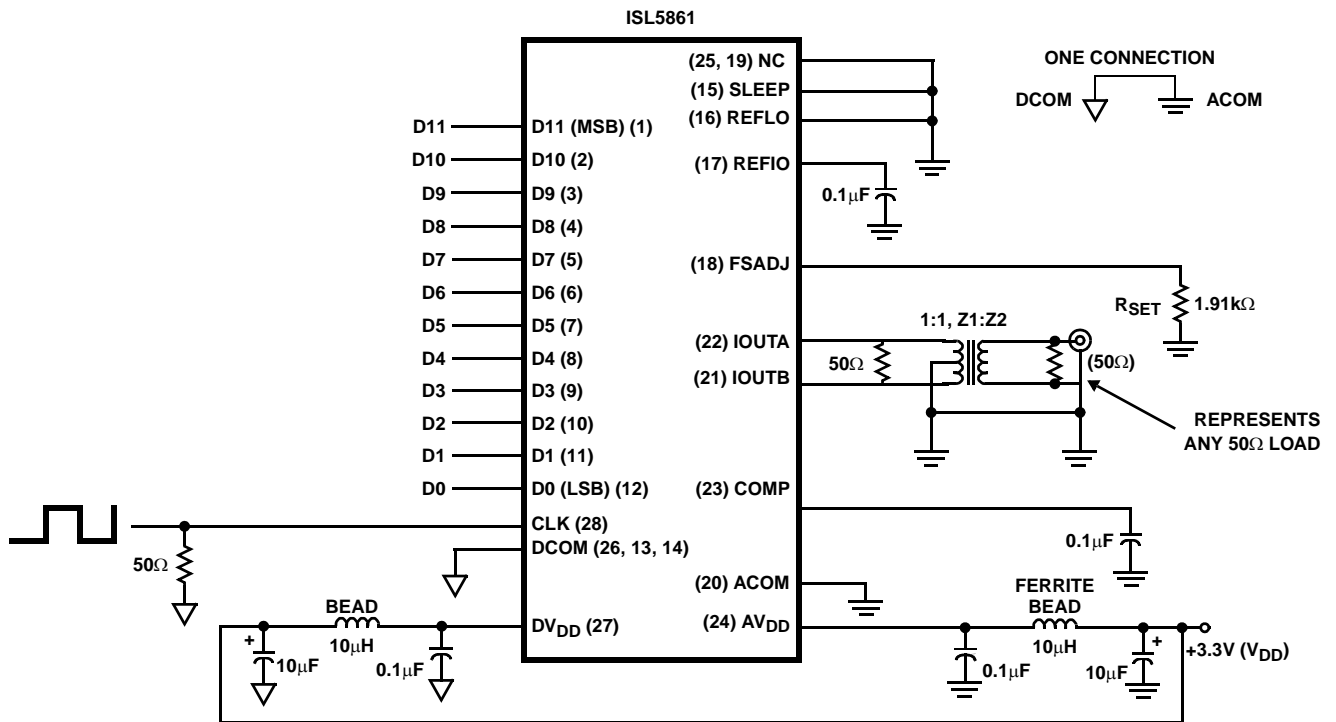 ISL5861
ONE CONNECTION
DCOM
ACOM
(25, 19) NC
(15) SLEEP
(16) REFLO
(17) REFIO
0.1μF
(18) FSADJ
RSET
1.91kΩ
1:1, Z1:Z2
(22) IOUTA
50Ω
(50Ω)
(21) IOUTB
REPRESENTS
ANY 50Ω LOAD
(23) COMP
0.1μF
(20) ACOM
FERRITE
BEAD
(24) AVDD
10μH
0.1μF
10μF
+
+3.3V (VDD)
D11
D11 (MSB) (1)
D10
D10 (2)
D9
D9 (3)
D8
D8 (4)
D7
D7 (5)
D6
D6 (6)
D5
D5 (7)
D4
D4 (8)
D3
D3 (9)
D2
D2 (10)
D1
D1 (11)
D0
D0 (LSB) (12)
CLK (28)
50Ω
DCOM (26, 13, 14)
BEAD
DVDD (27)
+
10μH
10μF
0.1μF